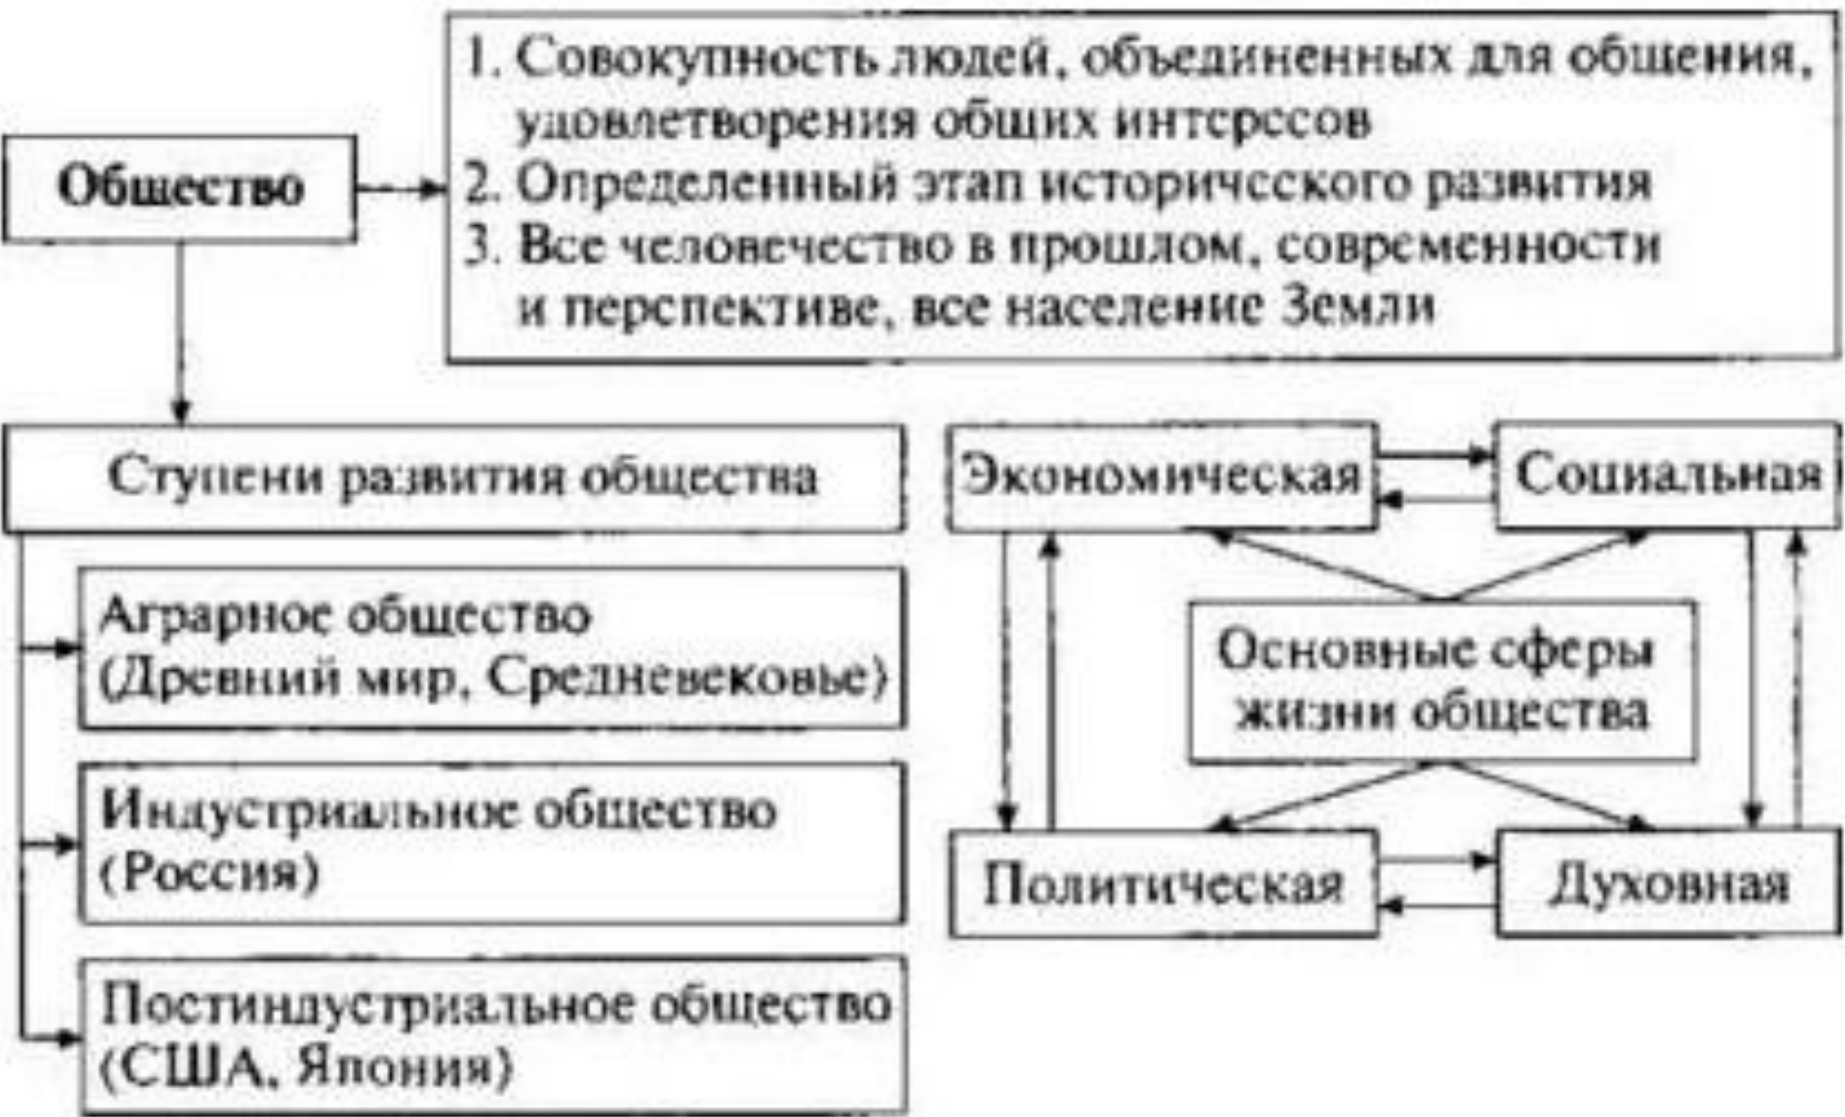 Общество
1. Совокупность людей, объединенных для общения,
удовлетворения общих интересов
2. Определенный этап исторического развития
3. Все человечество в прошлом, современности
и перспективе, все население Земли
Ступени развития общества
Аграрное общество
(Древний мир, Средневековье)
Индустриальное общество
(Россия)
Постиндустриальное общество
(США, Япония)
Экономическая
Социальная
Основные сферы
жизни общества
Политическая
Духовная